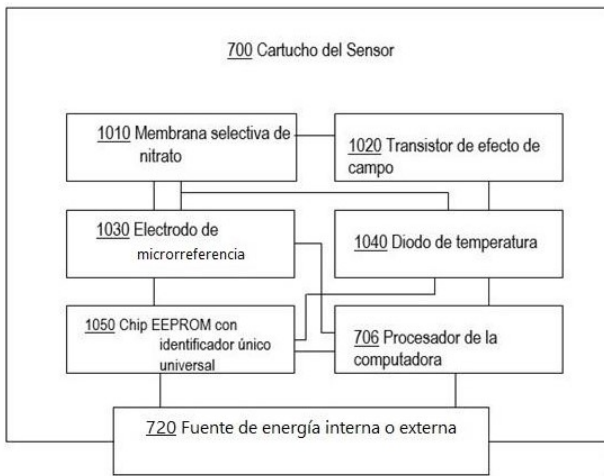 700 Cartucho del Sensor
1010 Membrana selectiva de
nitrato
1020 Transistor de efecto de
campo
1030 Electrodo de
microrreferencia
1040 Diodo de temperatura
1050 Chip EEPROM con
identificador único
universal
706 Procesador de la
computadora
720 Fuente de energía interna o externa